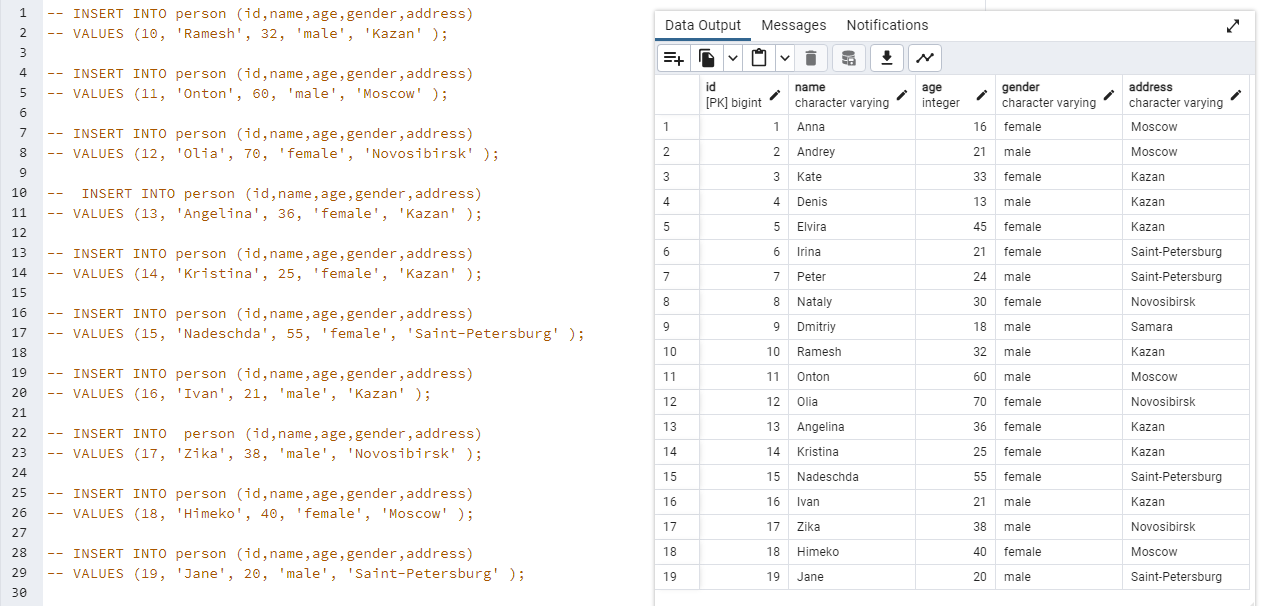 1 -- INSERT INTO person (id,name,age,gender,address)
2 -- VALUES (10, 'Ramesh', 32, 'male', 'Kazan' );
3
4 -- INSERT INTO person (id,name,age,gender,address)
5 -- VALUES (11, 'Onton', 60, 'male', 'Moscow' );
6
7 -- INSERT INTO person (id,name,age,gender,address)
8 -- VALUES (12, 'Olia', 70, 'female', 'Novosibirsk' );
9
10 --  INSERT INTO person (id,name,age,gender,address)
11 -- VALUES (13, 'Angelina', 36, 'female', 'Kazan' );
12
13 -- INSERT INTO person (id,name,age,gender,address)
14 -- VALUES (14, 'Kristina', 25, 'female', 'Kazan' );
15
16 -- INSERT INTO person (id,name,age,gender,address)
17 -- VALUES (15, 'Nadeschda', 55, 'female', 'Saint-Petersburg' );
18
19 -- INSERT INTO person (id,name,age,gender,address)
20 -- VALUES (16, 'Ivan', 21, 'male', 'Kazan' );
21
22 -- INSERT INTO  person (id,name,age,gender,address)
23 -- VALUES (17, 'Zika', 38, 'male', 'Novosibirsk' );
24
25 -- INSERT INTO person (id,name,age,gender,address)
26 -- VALUES (18, 'Himeko', 40, 'female', 'Moscow' );
27
28 -- INSERT INTO person (id,name,age,gender,address)
29 -- VALUES (19, 'Jane', 20, 'male', 'Saint-Petersburg' );
30
Data Output Messages Notifications
id name age gender address
[PK] bigint character varying integer character varying character varying
1 1 Anna 16 female Moscow
2 2 Andrey 21 male Moscow
3 3 Kate 33 female Kazan
4 4 Denis 13 male Kazan
5 5 Elvira 45 female Kazan
6 6 Irina 21 female Saint-Petersburg
7 7 Peter 24 male Saint-Petersburg
8 8 Nataly 30 female Novosibirsk
9 9 Dmitriy 18 male Samara
10 10 Ramesh 32 male Kazan
11 11 Onton 60 male Moscow
12 12 Olia 70 female Novosibirsk
13 13 Angelina 36 female Kazan
14 14 Kristina 25 female Kazan
15 15 Nadeschda 55 female Saint-Petersburg
16 16 Ivan 21 male Kazan
17 17 Zika 38 male Novosibirsk
18 18 Himeko 40 female Moscow
19 19 Jane 20 male Saint-Petersburg